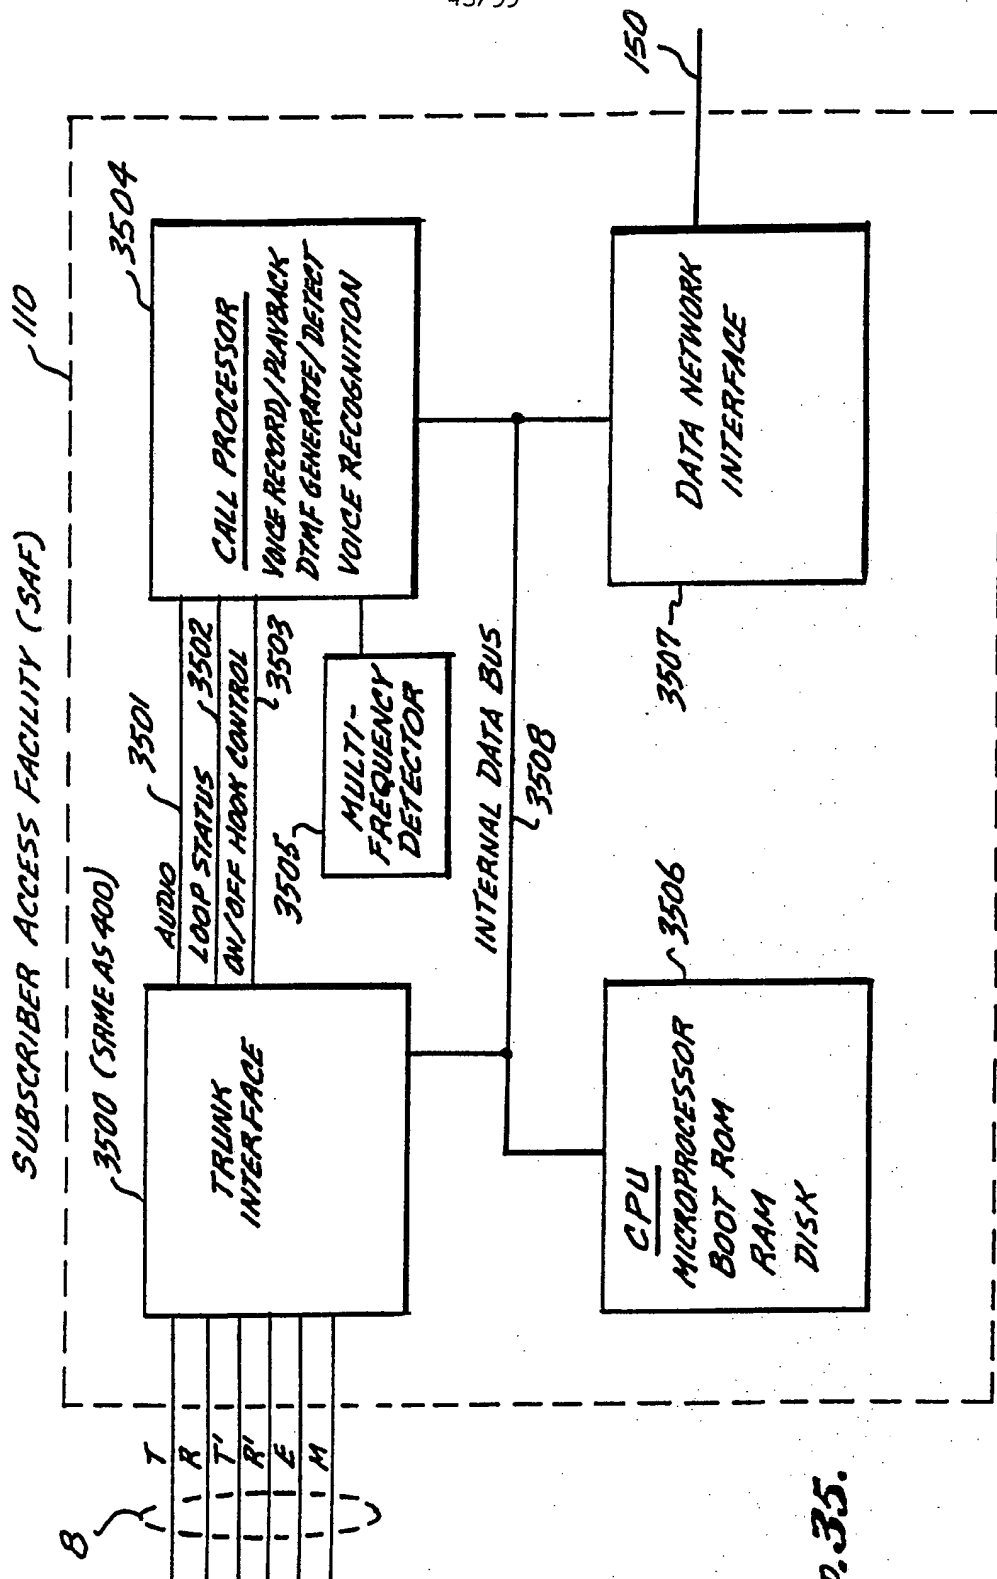 SUBSCRIBER ACCESS FACILITY (SAF)
110
3500 (SAME AS 400)
TRUNK
INTERFACE
8
T
R
T'
R'
E
M
AUDIO
3501
LOOP STATUS
3502
ON/OFF HOOK CONTROL
3503
3504
CALL PROCESSOR
VOICE RECORD/PLAYBACK
DTMF GENERATE/DETECT
VOICE RECOGNITION
3505
MULTI-
FREQUENCY
DETECTOR
INTERNAL DATA BUS
3508
3506
CPU
MICROPROCESSOR
BOOT ROM
RAM
DISK
3507
DATA NETWORK
INTERFACE
150
.35.